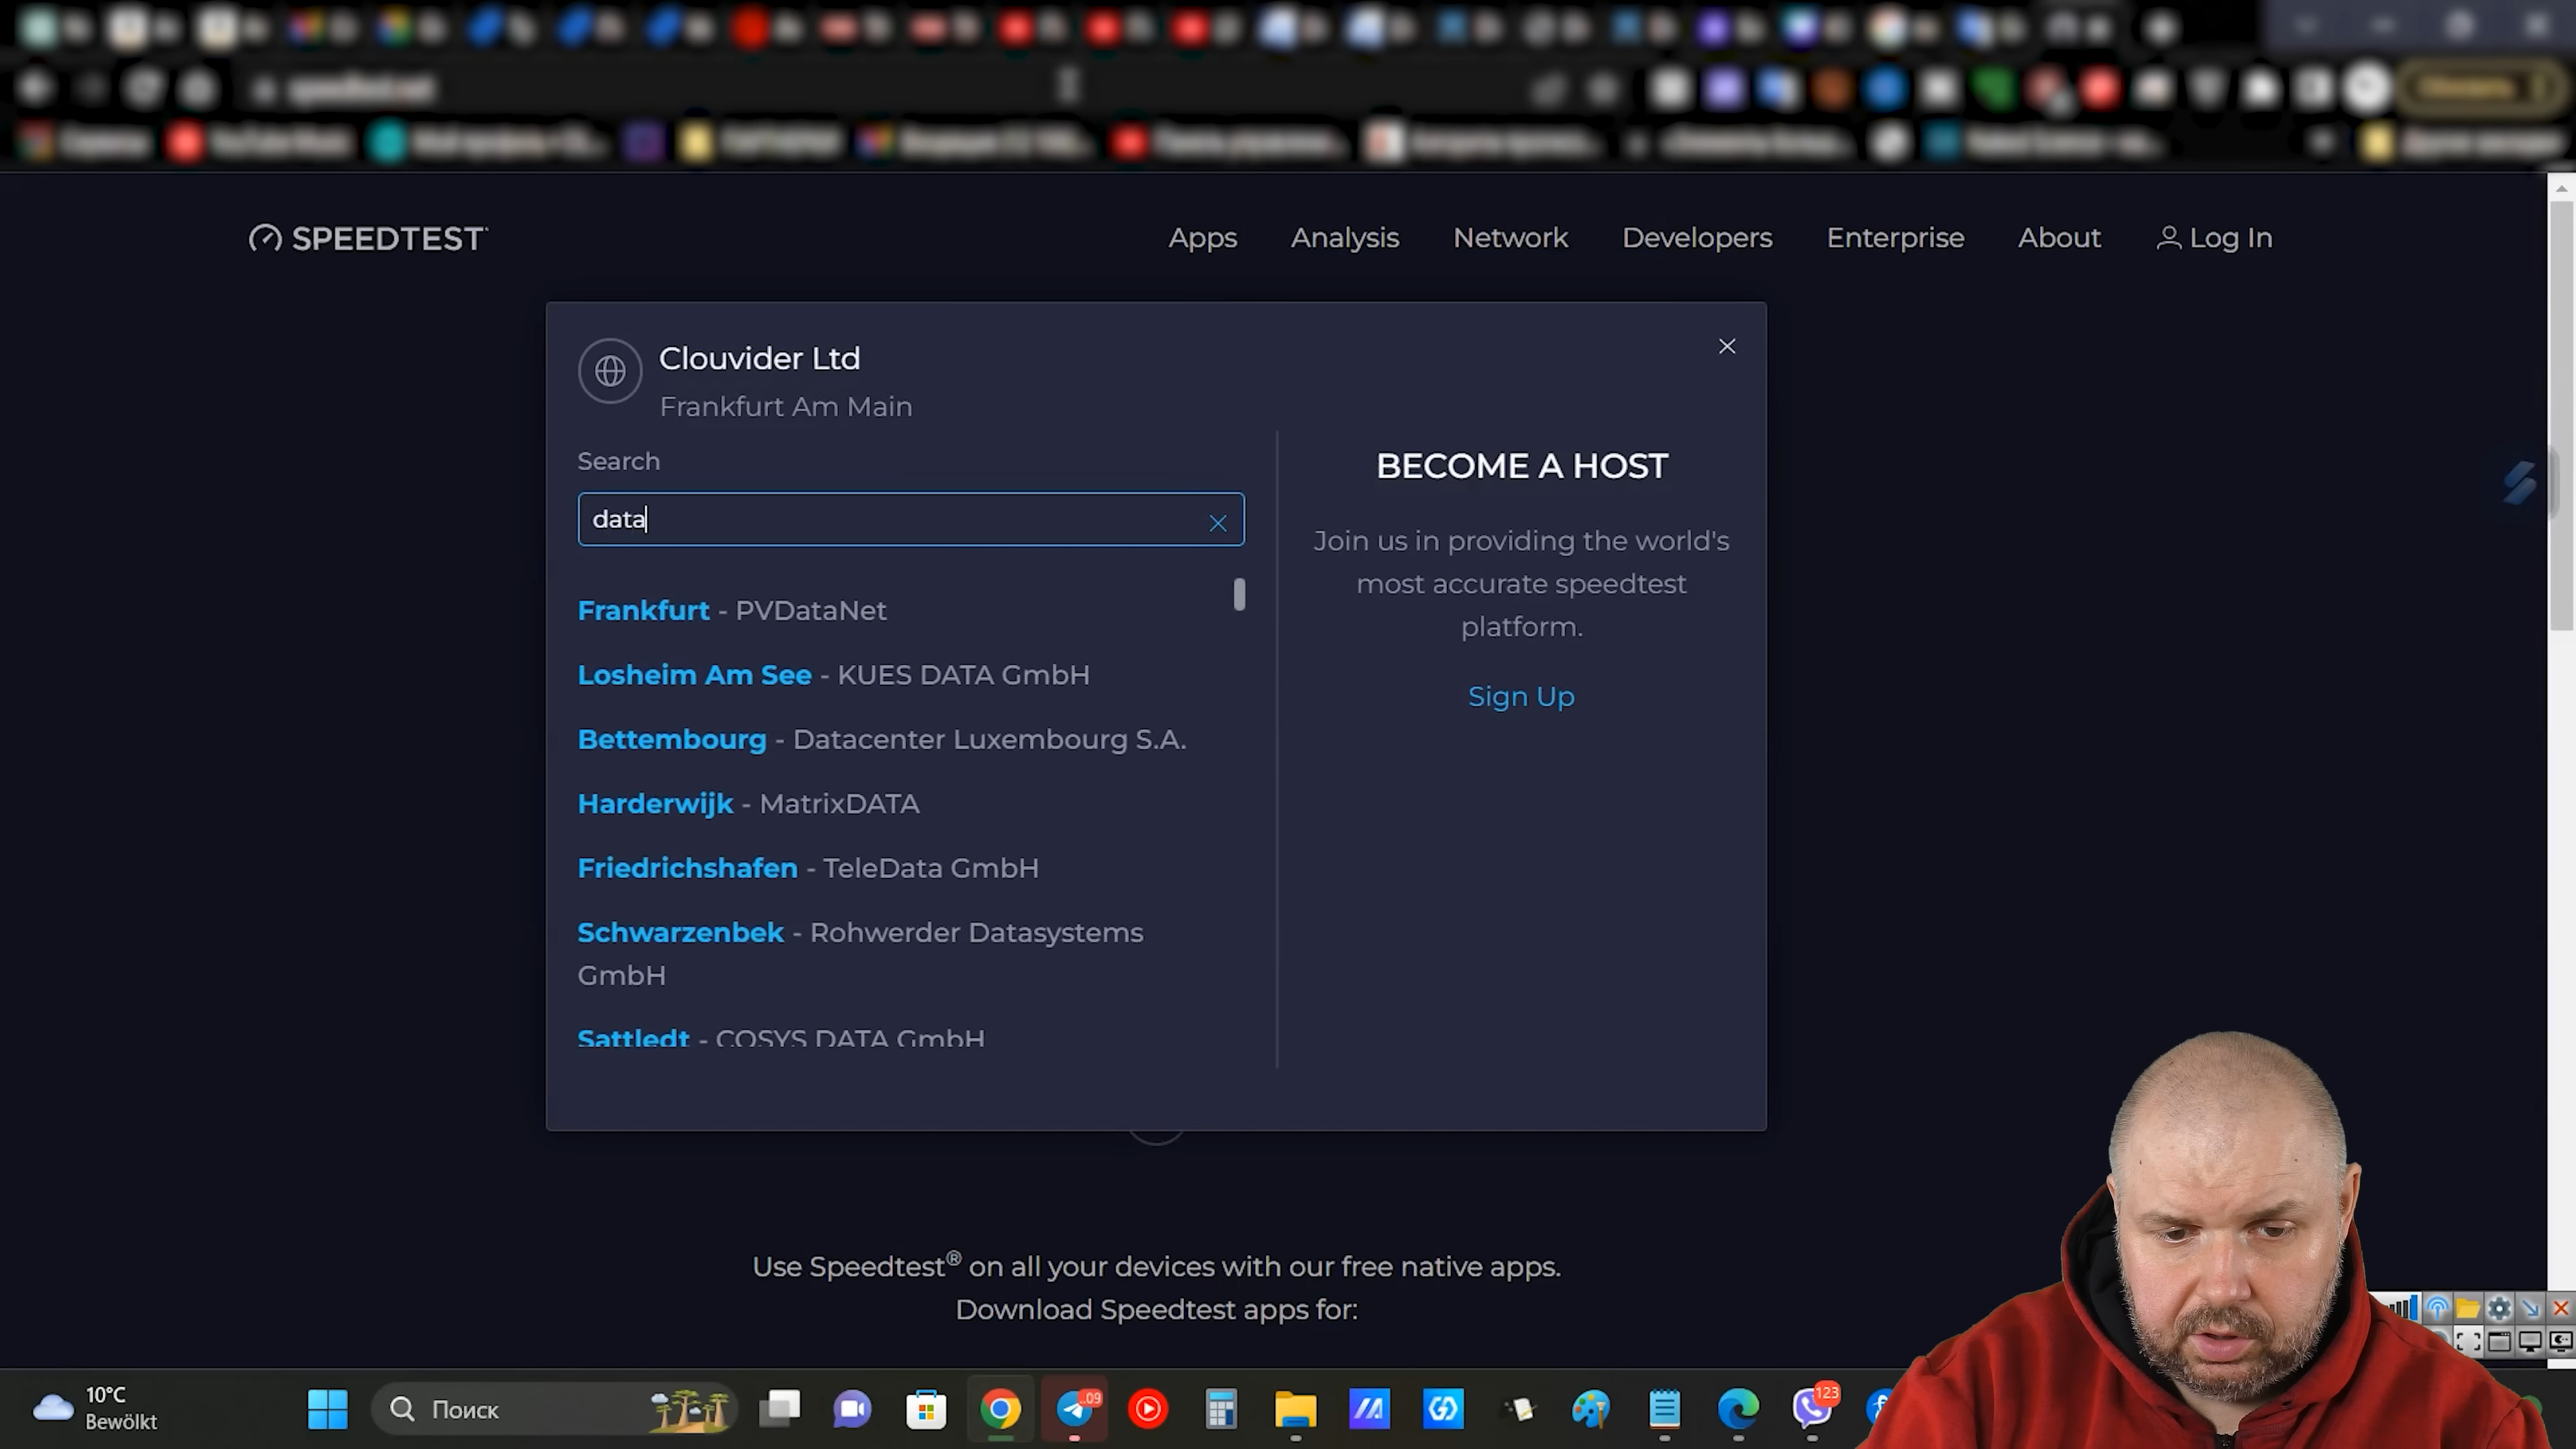 SPEEDTEST
Apps Analysis Network Developers Enterprise About Log In
Clouvider Ltd
Frankfurt Am Main
Search
data
Frankfurt - PVDataNet
Losheim Am See - KUES DATA GmbH
Bettembourg - Datacenter Luxembourg S.A.
Harderwijk - MatrixDATA
Friedrichshafen - TeleData GmbH
Schwarzenbek - Rohwerder Datasystems
GmbH
Sattledt - COSYS DATA GmbH
BECOME A HOST
Join us in providing the world's
most accurate speedtest
platform.
Sign Up
Use Speedtest® on all your devices with our free native apps.
Download Speedtest apps for:
10°C
Bewölkt
Поиск
..09
123